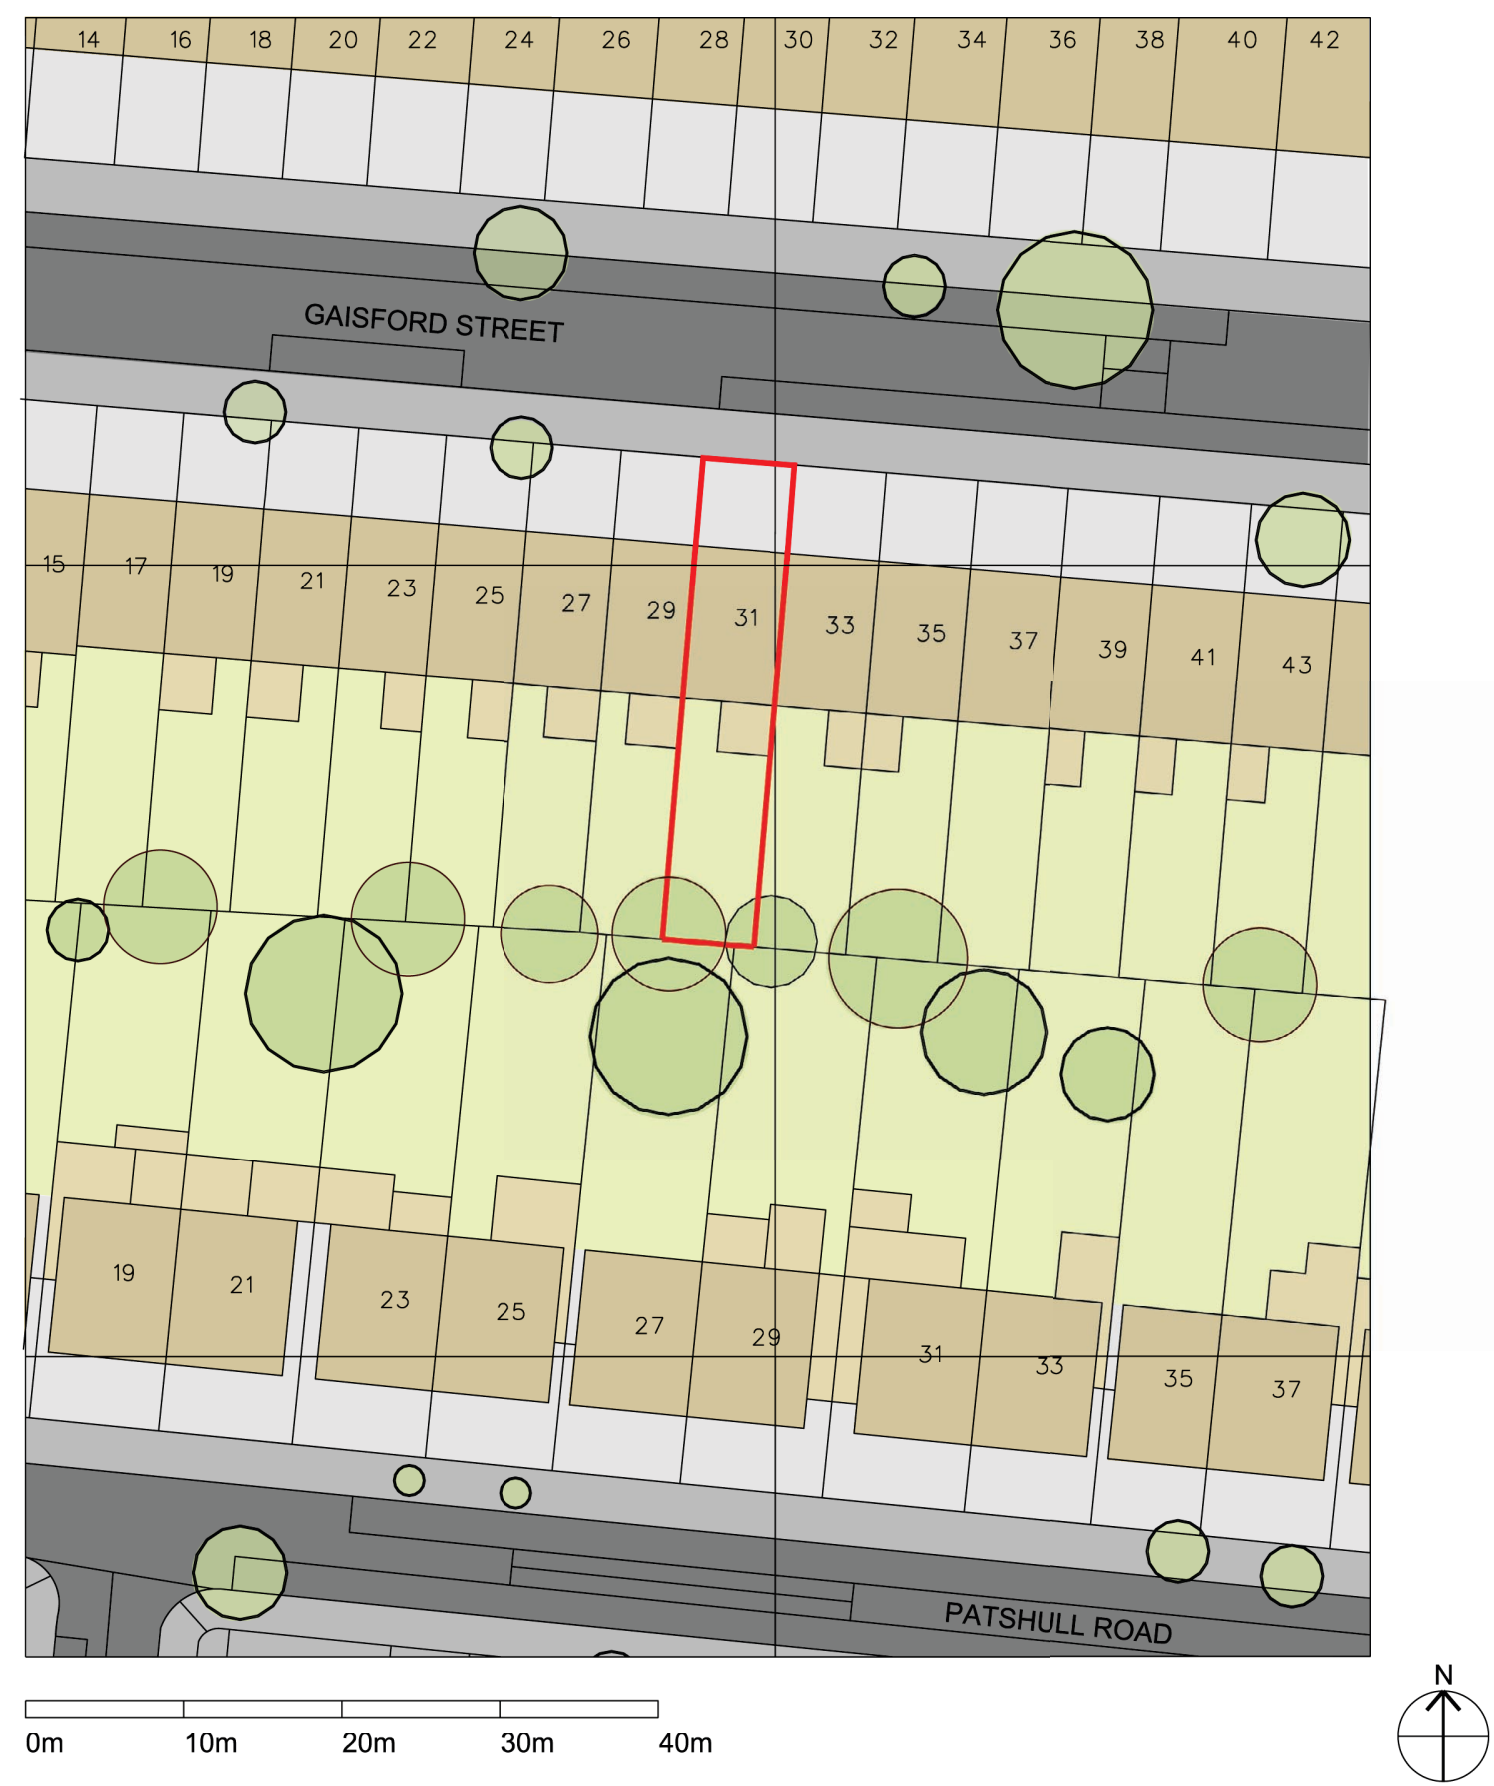 14 16 18 20 22 24 26 28 30 32 34 36 38 40 42
GAISFORD STREET
15 17 19 21 23 25 27 29 31 33 35 37 39 41 43
19 21 23 25 27 29 31 33 35 37
PATSHULL ROAD
N
0m 10m 20m 30m 40m